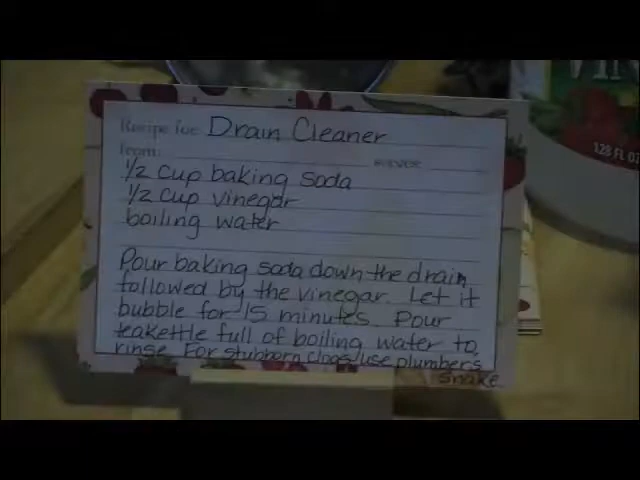 Recipe for: Drain Cleaner
From: serves:
1/2 cup baking soda
1/2 cup vinegar
boiling water
Pour baking soda down the drain
followed by the vinegar. Let it
bubble for 15 minutes. Pour
teakettle full of boiling water to
rinse. For stubborn clogs, use plumbers
snake.
128 FL O